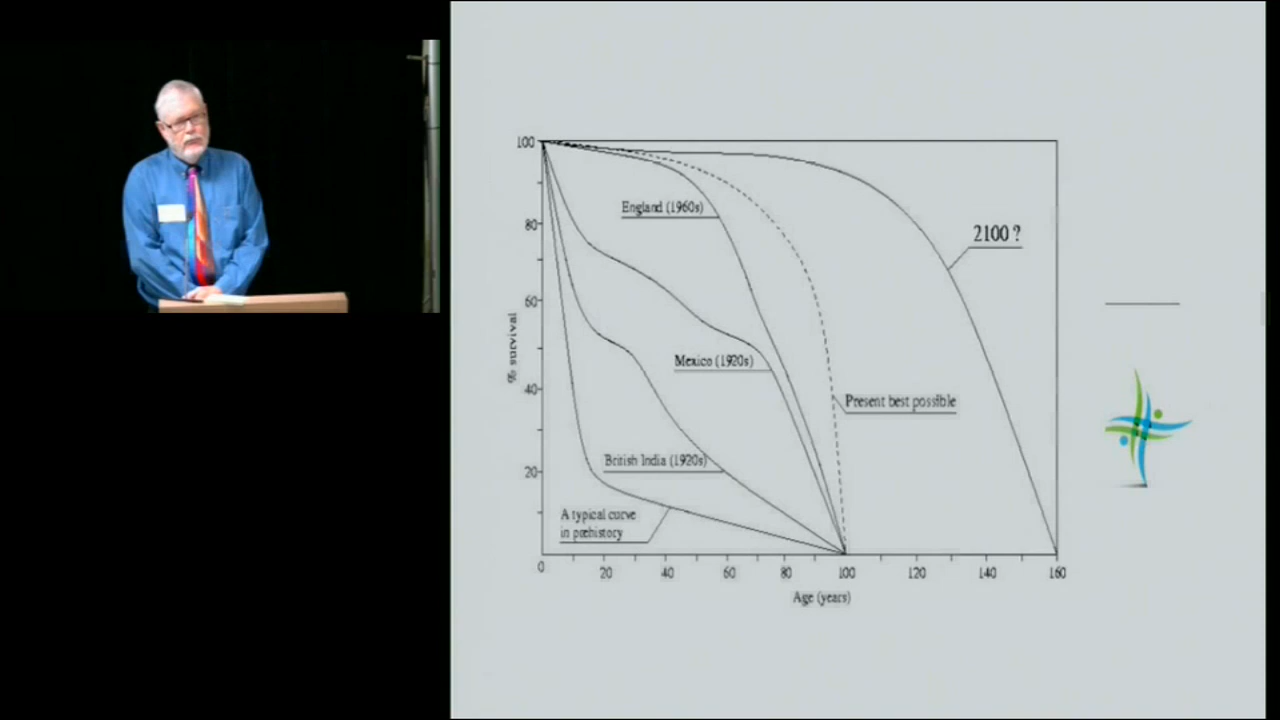 100
80
60
40
20
% survival
England (1960s)
2100 ?
Mexico (1920s)
Present best possible
British India (1920s)
A typical curve
in prehistory
0
20
40
60
80
100
120
140
160
Age (years)